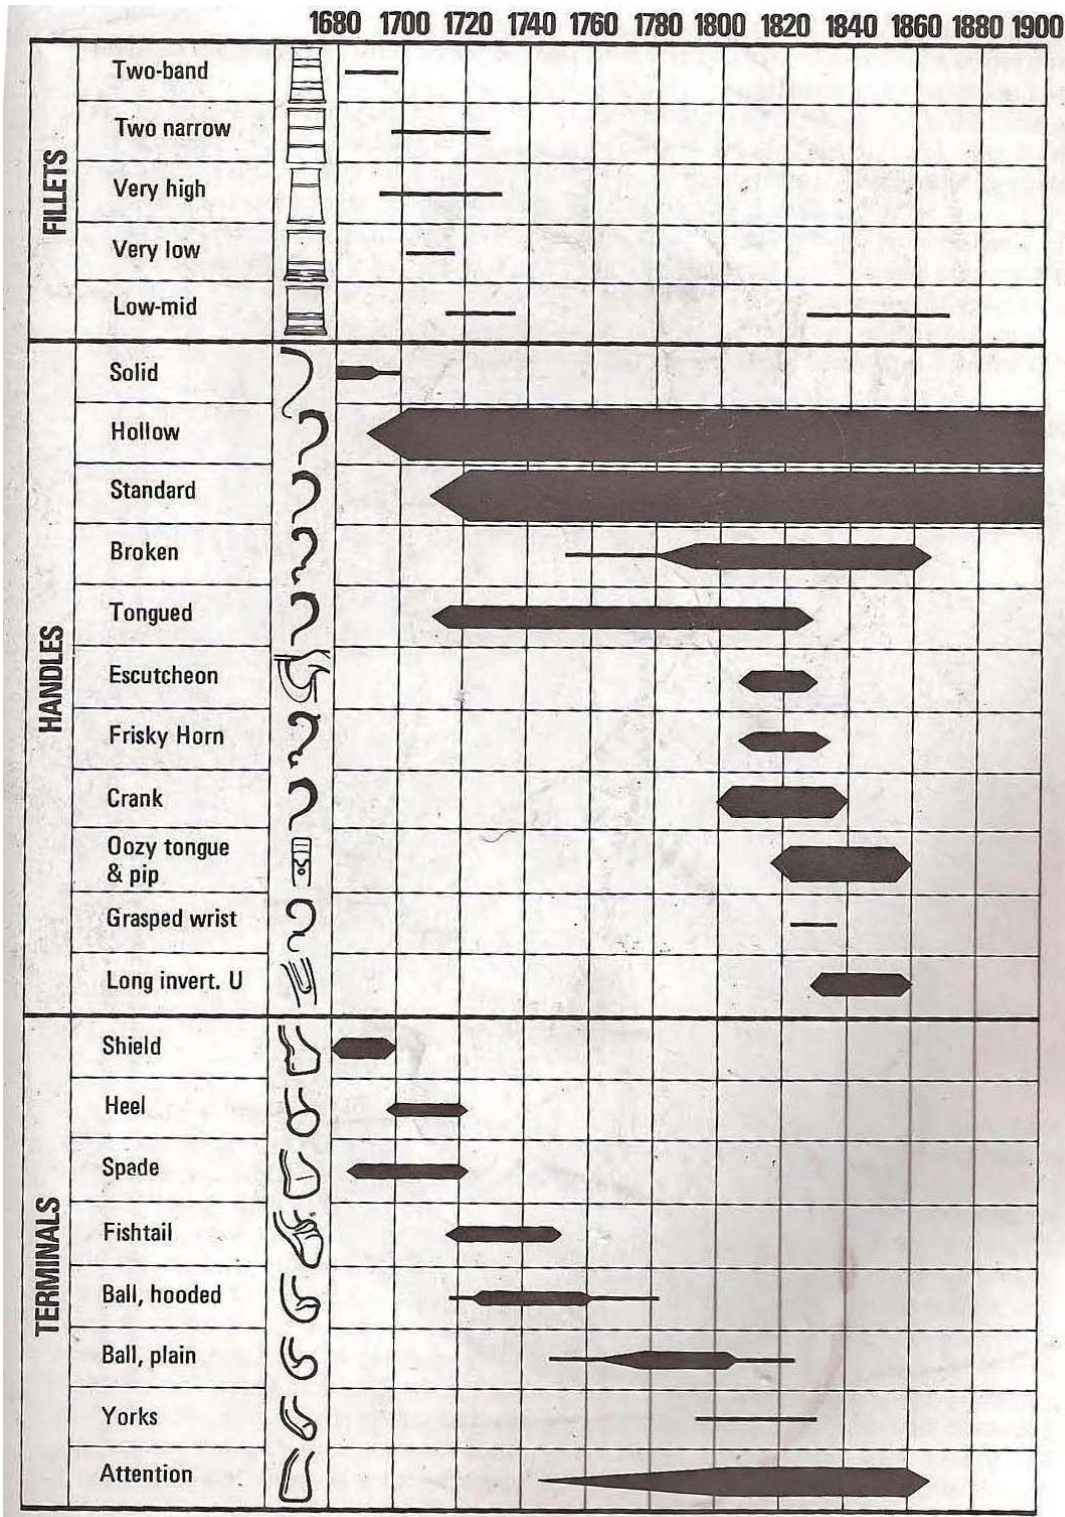 1680 1700 1720 1740 1760 1780 1800 1820 1840 1860 1880 1900
FILLETS
Two-band
Two narrow
Very high
Very low
Low-mid
HANDLES
Solid
Hollow
Standard
Broken
Tongued
Escutcheon
Frisky Horn
Crank
Oozy tongue
& pip
Grasped wrist
Long invert. U
TERMINALS
Shield
Heel
Spade
Fishtail
Ball, hooded
Ball, plain
Yorks
Attention